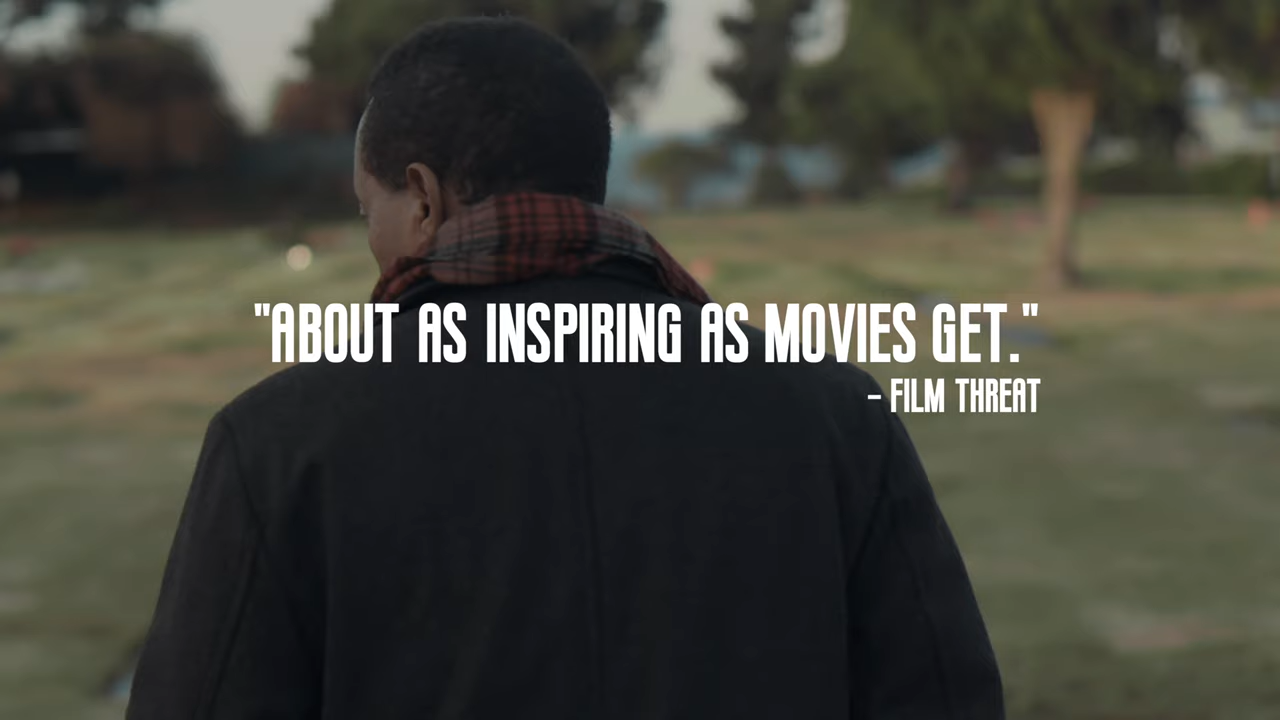 "ABOUT AS INSPIRING AS MOVIES GET."
- FILM THREAT